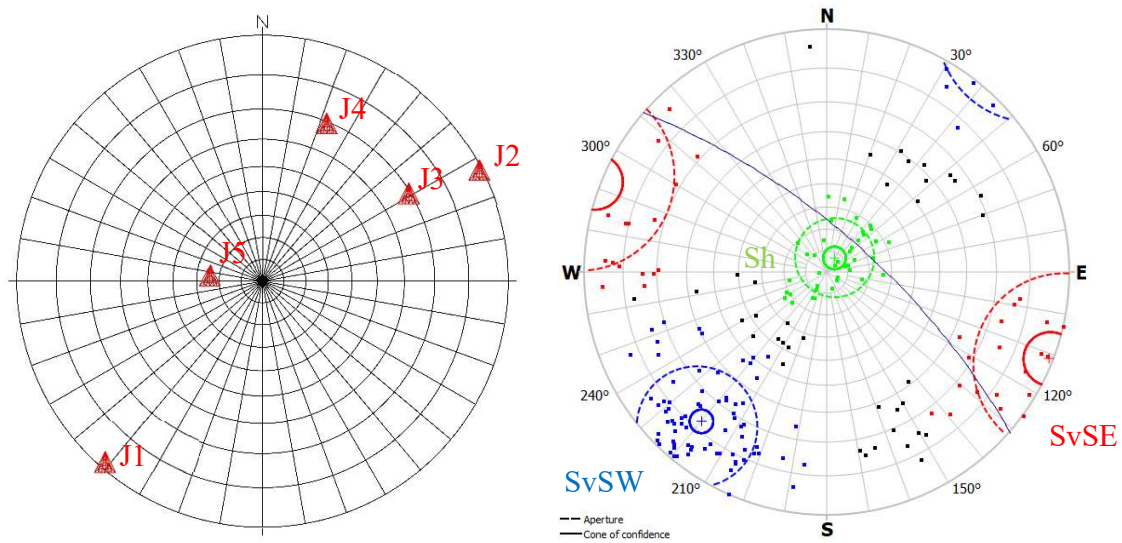 N
J4
J2
J3
J5
J1
N
330°
30°
300°
60°
Sh
W
E
240°
120°
SvSE
SvSW
210°
150°
S
Aperture
Cone of confidence